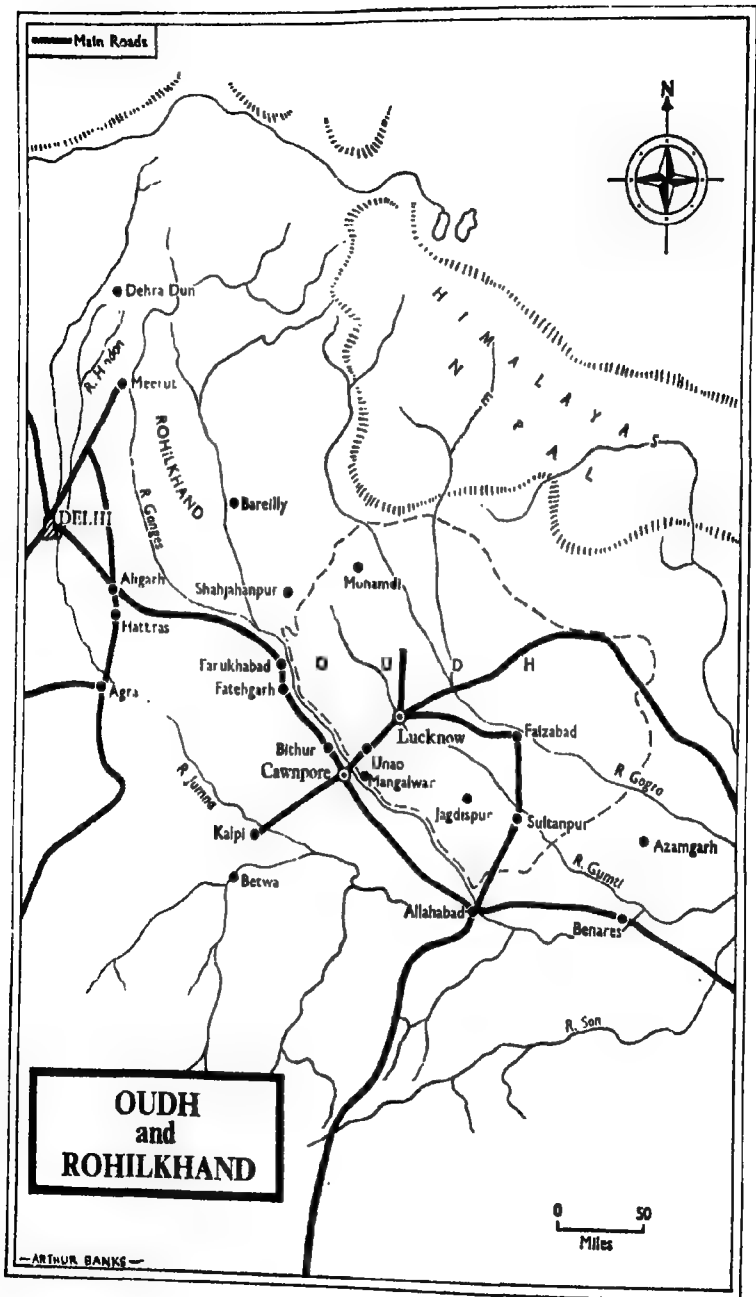 Main Roads
N
Dehra Dun
R. Hindon
Meerut
HIMALAYAS
NEPAL
ROHILKHAND
R. Ganges
Bareilly
DELHI
Aligarh
Shahjahanpur
Mohamdi
Hattras
Farukhabad
OUDH
Fatehgarh
Agra
Lucknow
Faizabad
Bithur
Unao
Cawnpore
Mangalwar
R. Gogra
R. Jumna
Jagdispur
Sultanpur
Kalpi
Azamgarh
Betwa
R. Gumti
Allahabad
Benares
R. Son
OUDH
and
ROHILKHAND
0 50
Miles
ARTHUR BANKS